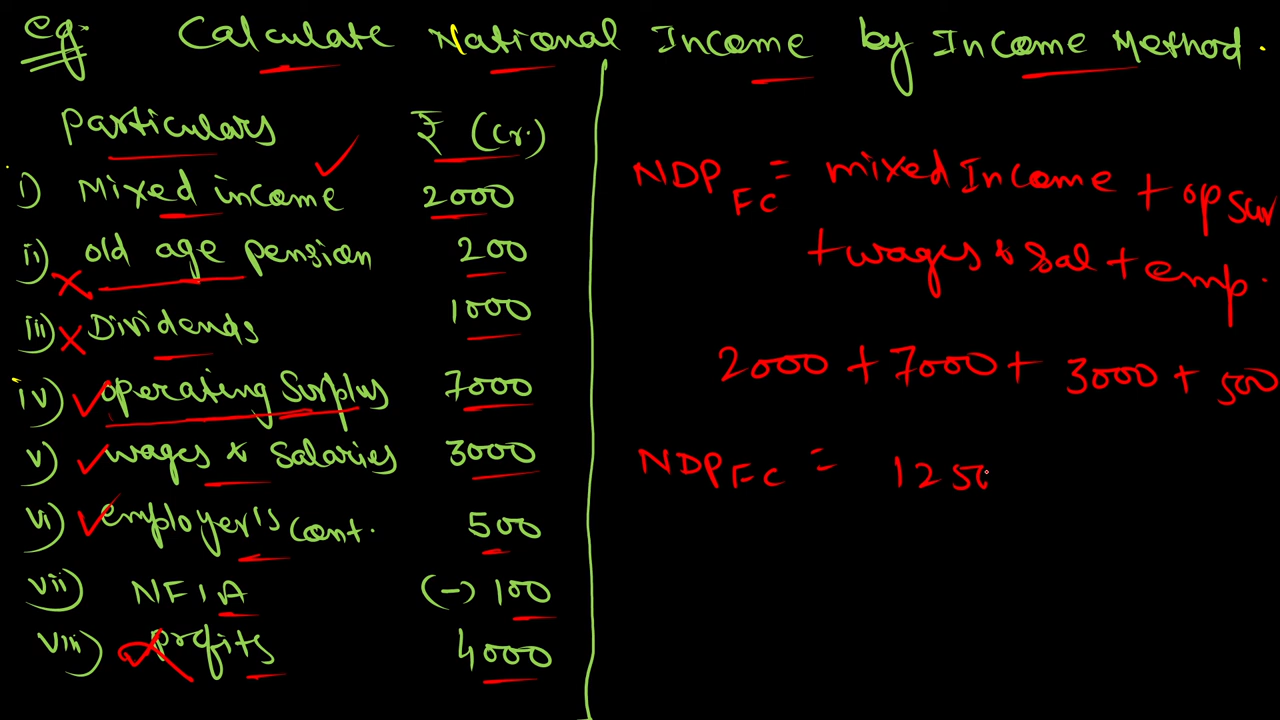 eg. Calculate National Income by Income Method.
Particulars ₹ (Cr.)
i) Mixed income 2000
ii) old age pension 200
iii) Dividends 1000
iv) operating Surplus 7000
v) wages & Salaries 3000
vi) employer's cont. 500
vii) NFIA (-) 100
viii) profits 4000
NDP FC = mixed Income + op sur
+ wages & Sal + emp.
2000 + 7000 + 3000 + 500
NDP FC = 1250